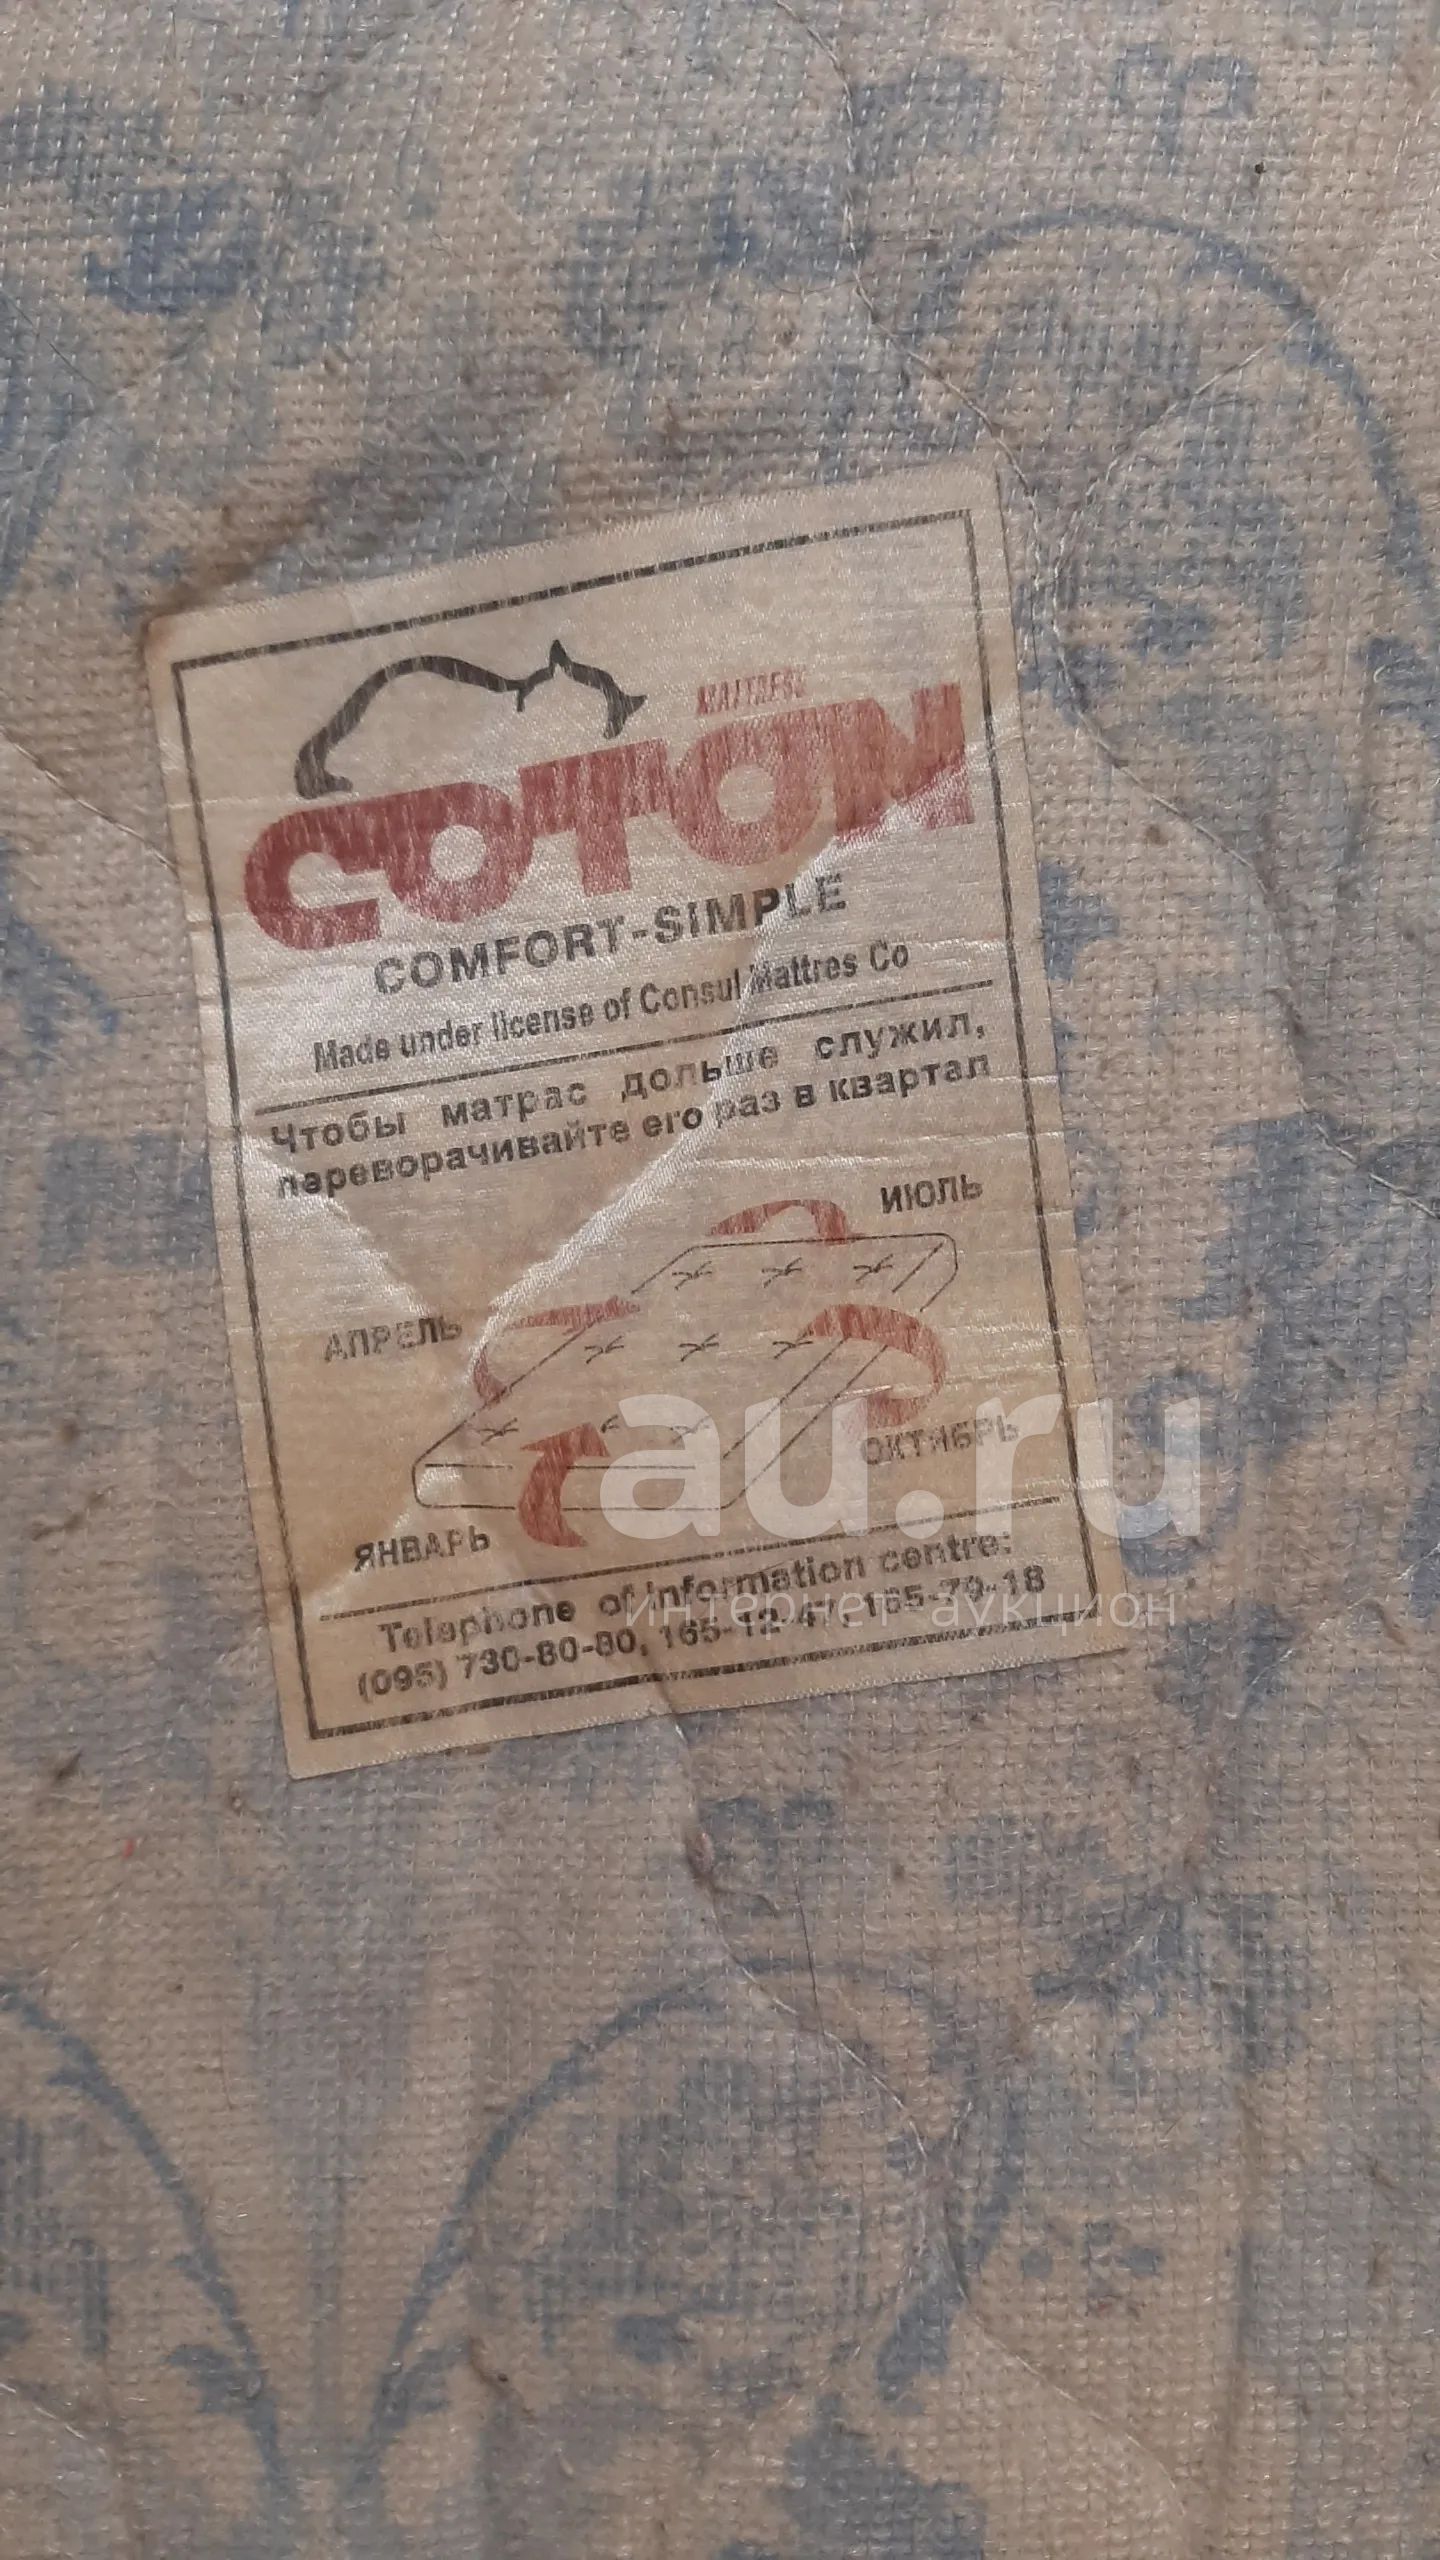 MATTRESS
COTON
COMFORT-SIMPLE
Made under license of Consul Mattres Co
Чтобы матрас дольше служил,
переворачивайте его раз в квартал
ИЮЛЬ
АПРЕЛЬ
ОКТЯБРЬ
ЯНВАРЬ
Telephone of information centre:
(095) 730-80-80, 165-12-47, 165-79-18
au.ru
интернет-аукцион